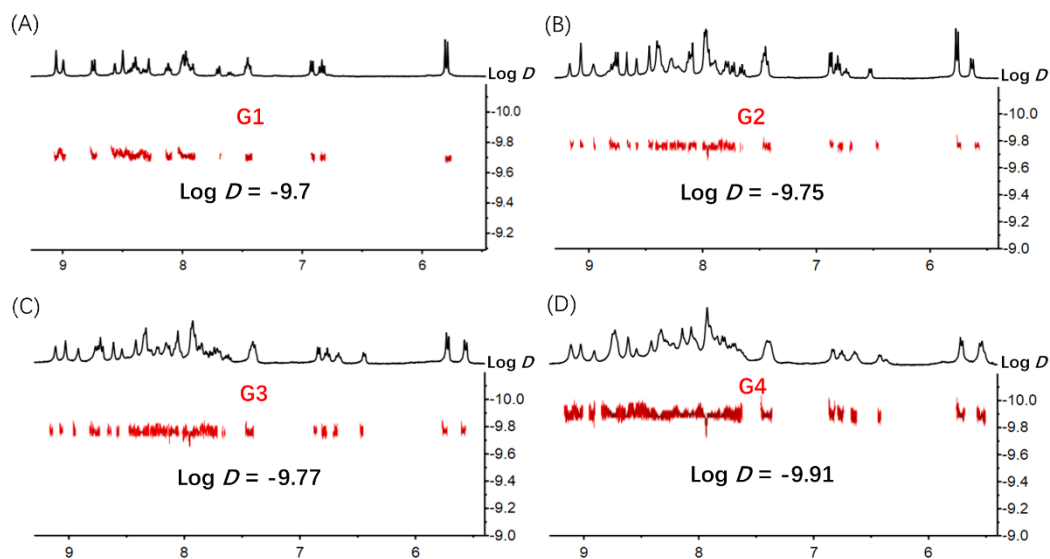 (A)
Log D
-10.0
G1
-9.8
-9.6
Log D = -9.7
-9.4
-9.2
9 8 7 6
(B)
Log D
-10.0
G2
-9.8
-9.6
Log D = -9.75
-9.4
-9.2
-9.0
9 8 7 6
(C)
Log D
-10.0
G3
-9.8
-9.6
Log D = -9.77
-9.4
-9.2
-9.0
9 8 7 6
(D)
Log D
-10.0
G4
-9.8
-9.6
Log D = -9.91
-9.4
-9.2
-9.0
9 8 7 6